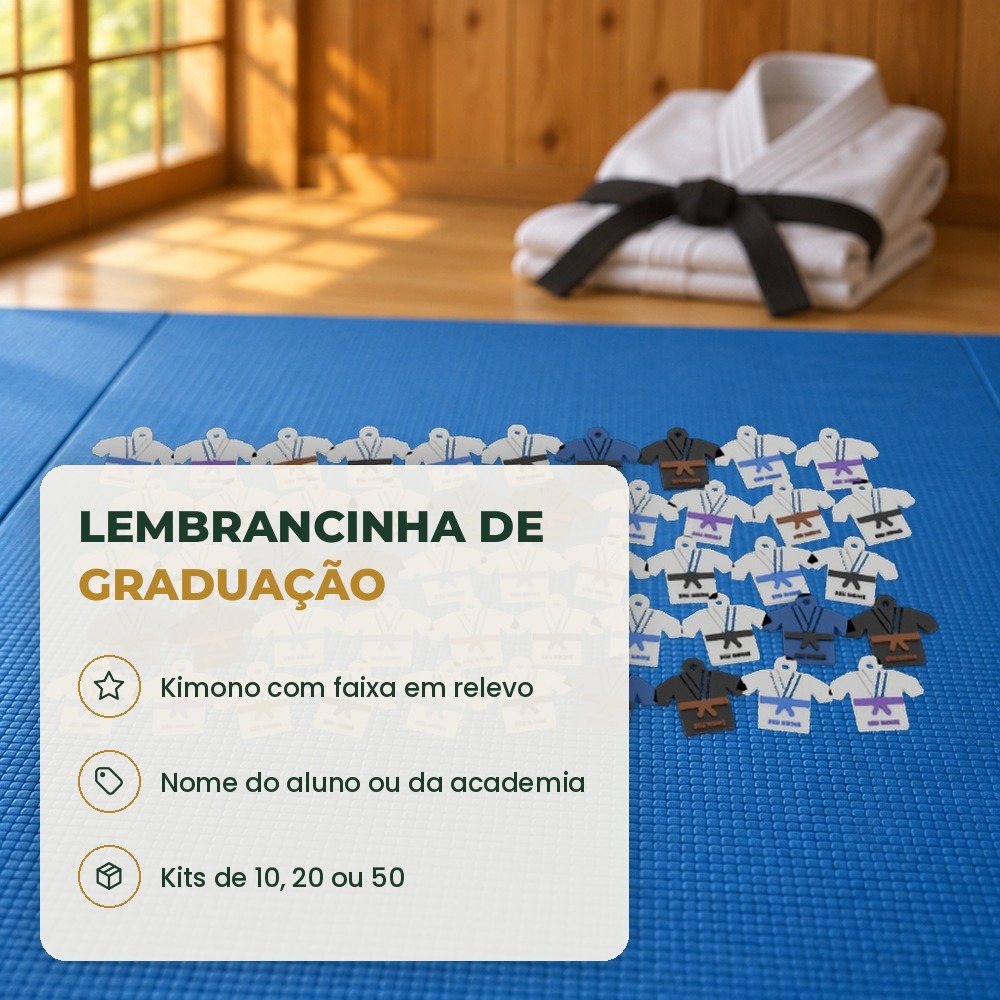 LEMBRANCINHA DE
GRADUAÇÃO
Kimono com faixa em relevo
Nome do aluno ou da academia
Kits de 10, 20 ou 50